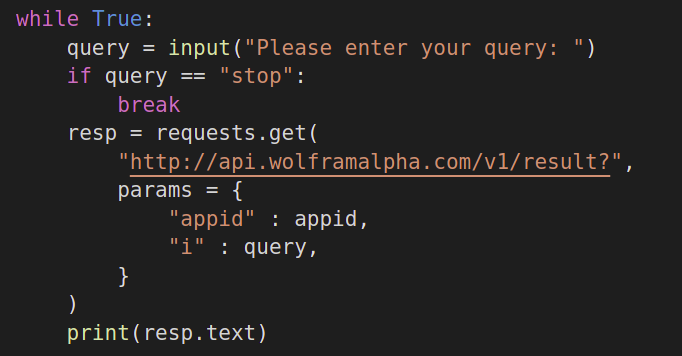 while True:
    query = input("Please enter your query: ")
    if query == "stop":
        break
    resp = requests.get(
        "http://api.wolframalpha.com/v1/result?",
        params = {
            "appid" : appid,
            "i" : query,
        }
    )
    print(resp.text)